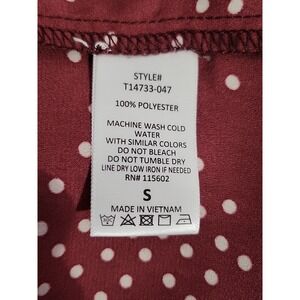 STYLE#
T14733-047
100% POLYESTER
MACHINE WASH COLD
WATER
WITH SIMILAR COLORS
DO NOT BLEACH
DO NOT TUMBLE DRY
LINE DRY LOW IRON IF NEEDED
RN# 115602
S
MADE IN VIETNAM